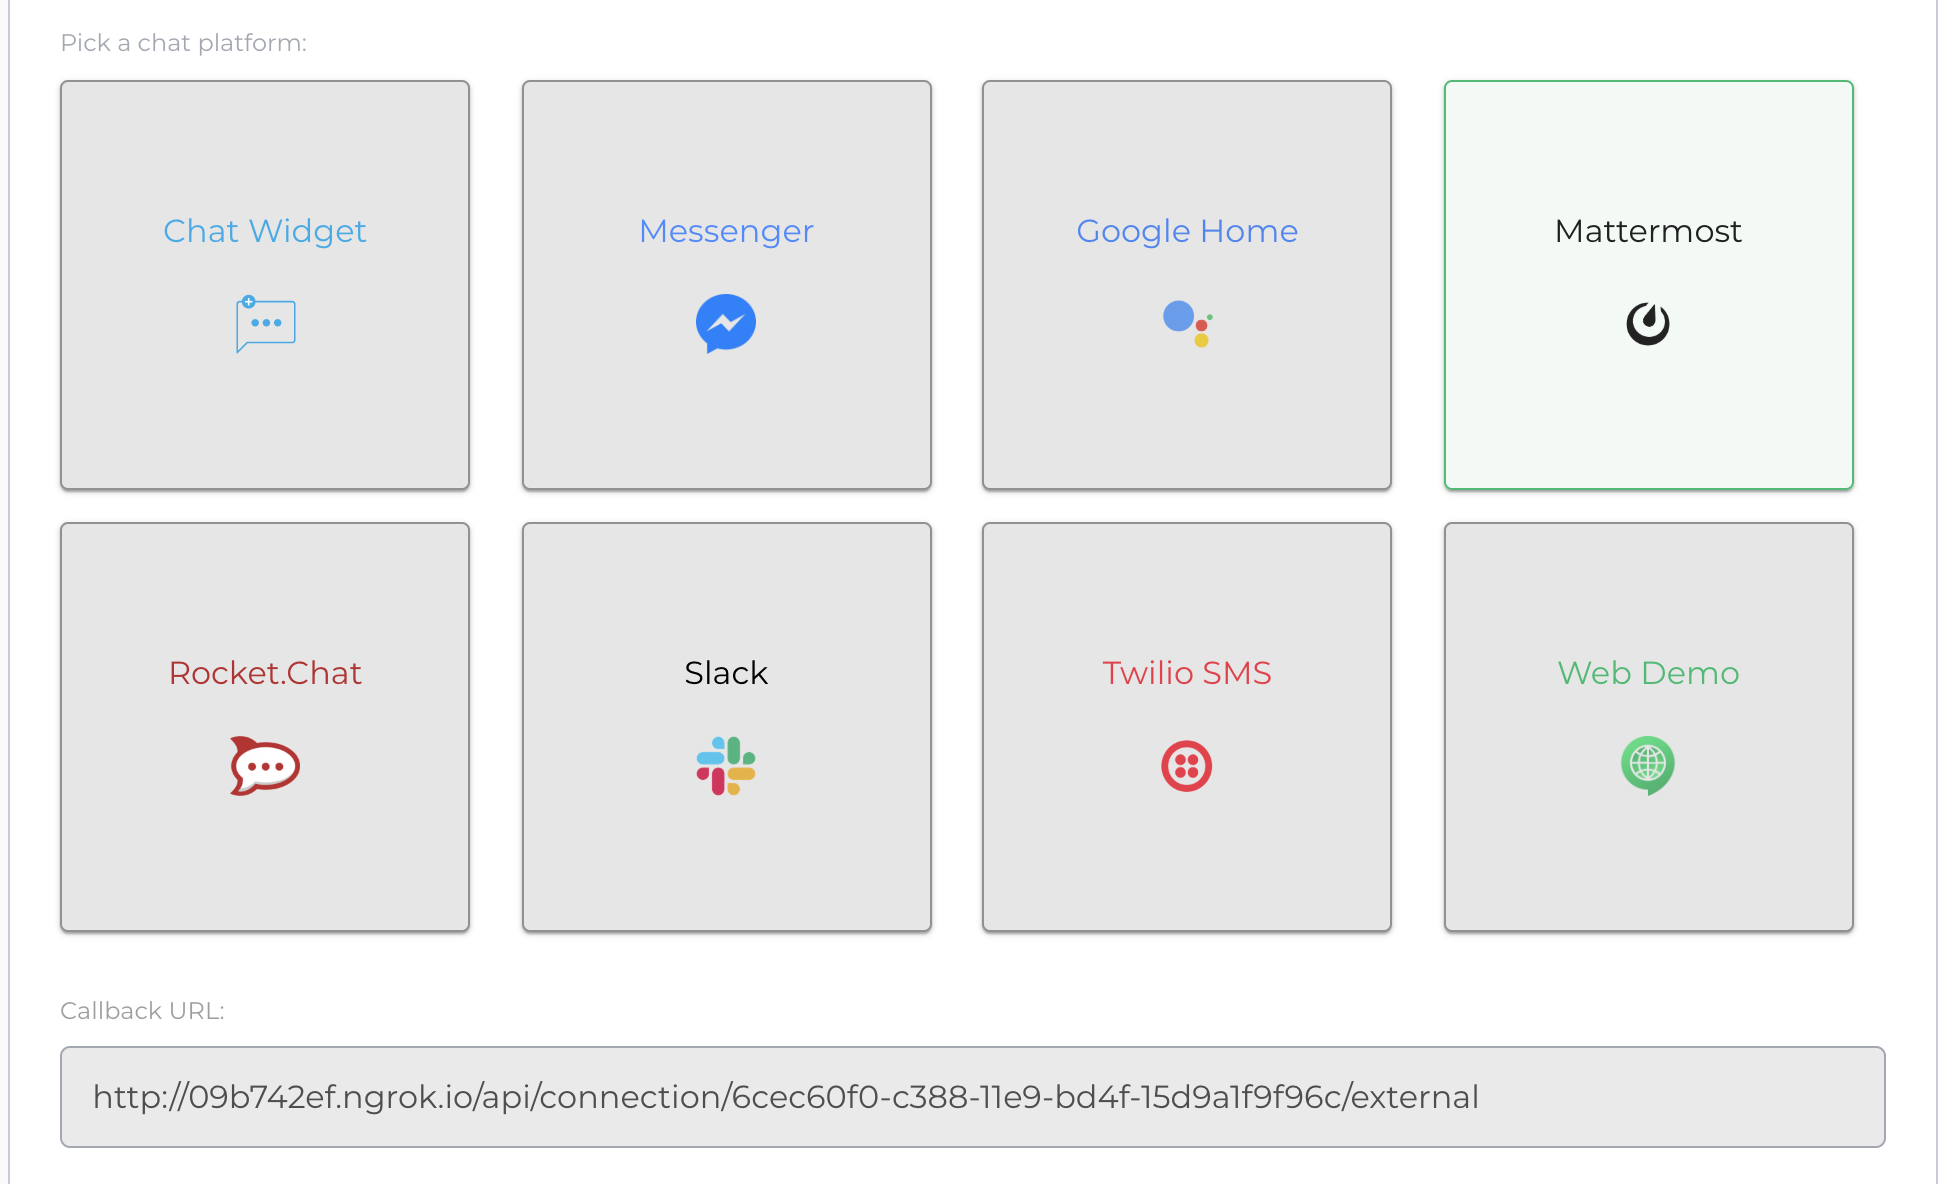 Pick a chat platform:
Chat Widget
Messenger
Google Home
Mattermost
Rocket.Chat
Slack
Twilio SMS
Web Demo
Callback URL:
http://09b742ef.ngrok.io/api/connection/6cec60f0-c388-11e9-bd4f-15d9a1f9f96c/external